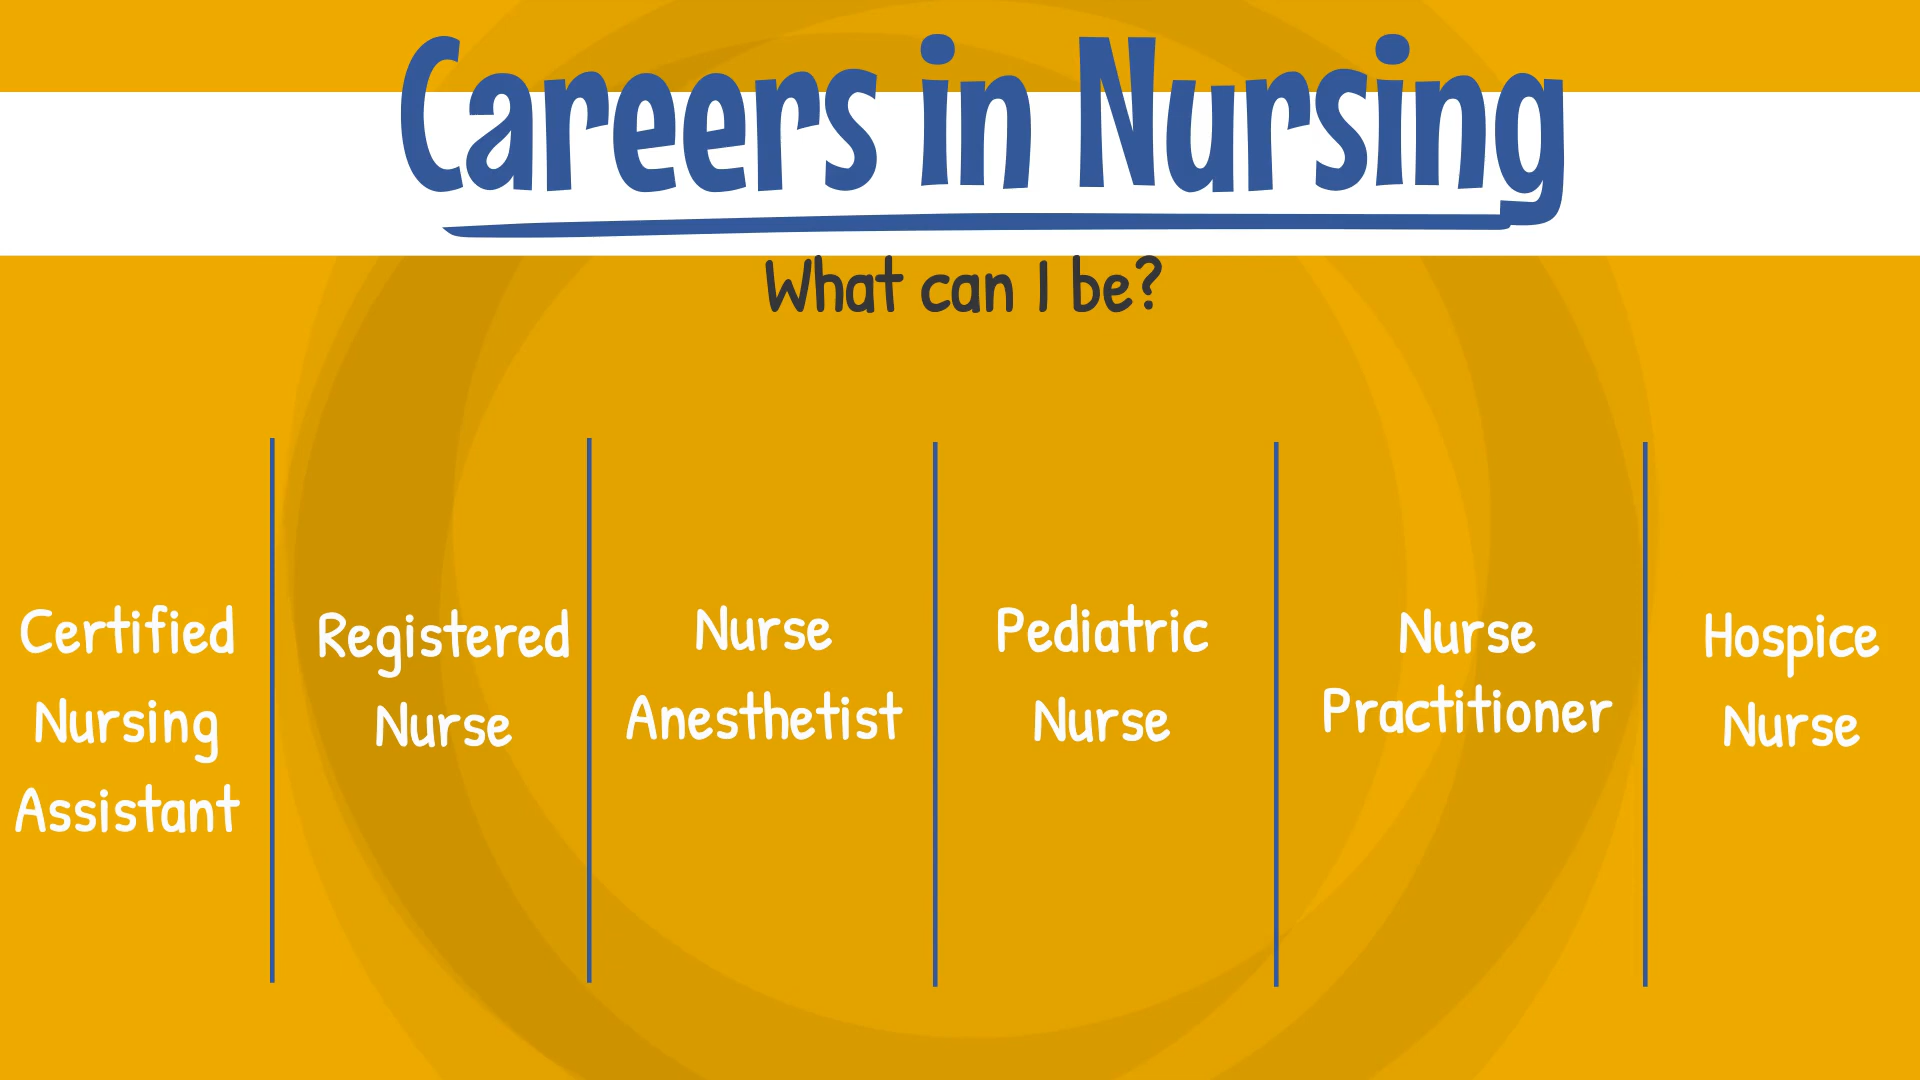 Careers in Nursing
What can I be?
Certified
Nursing
Assistant
Registered
Nurse
Nurse
Anesthetist
Pediatric
Nurse
Nurse
Practitioner
Hospice
Nurse